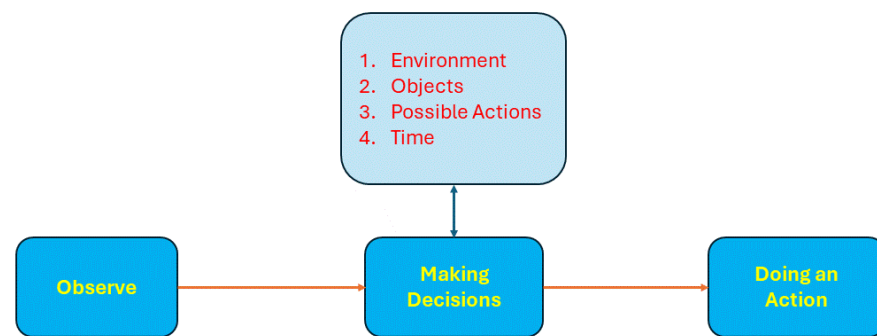 1. Environment
2. Objects
3. Possible Actions
4. Time
Observe
Making
Decisions
Doing an
Action